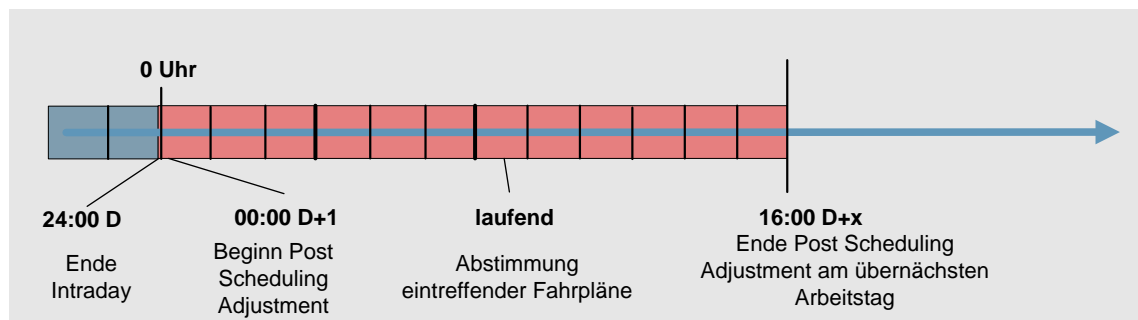 0 Uhr
24:00 D
Ende
Intraday
00:00 D+1
Beginn Post
Scheduling
Adjustment
laufend
Abstimmung
eintreffender Fahrpläne
16:00 D+x
Ende Post Scheduling
Adjustment am übernächsten
Arbeitstag